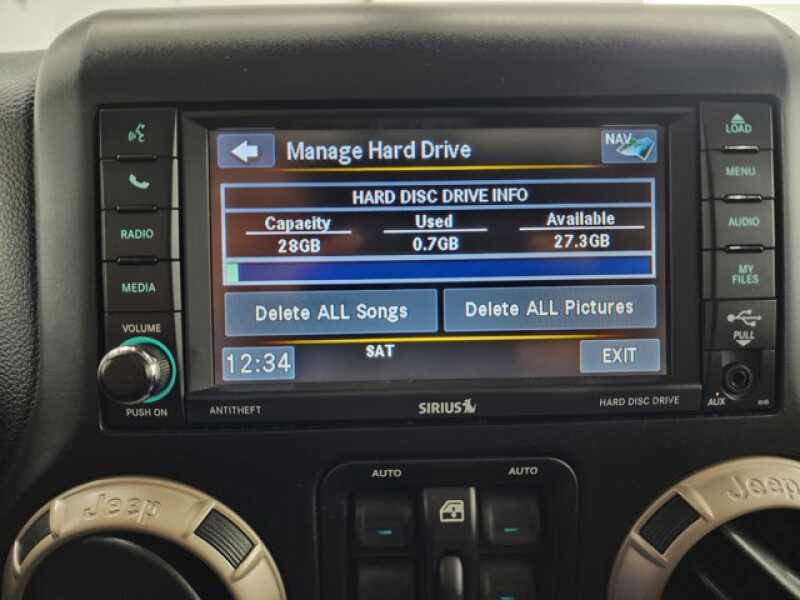 LOAD
NAV
Manage Hard Drive
MENU
HARD DISC DRIVE INFO
Capacity Used Available
28GB 0.7GB 27.3GB
RADIO
AUDIO
MEDIA
MY
FILES
Delete ALL Songs
Delete ALL Pictures
VOLUME
PULL
12:34
SAT
EXIT
PUSH ON
ANTITHEFT
SIRIUS
HARD DISC DRIVE
AUX
AUTO
AUTO
Jeep
Jeep